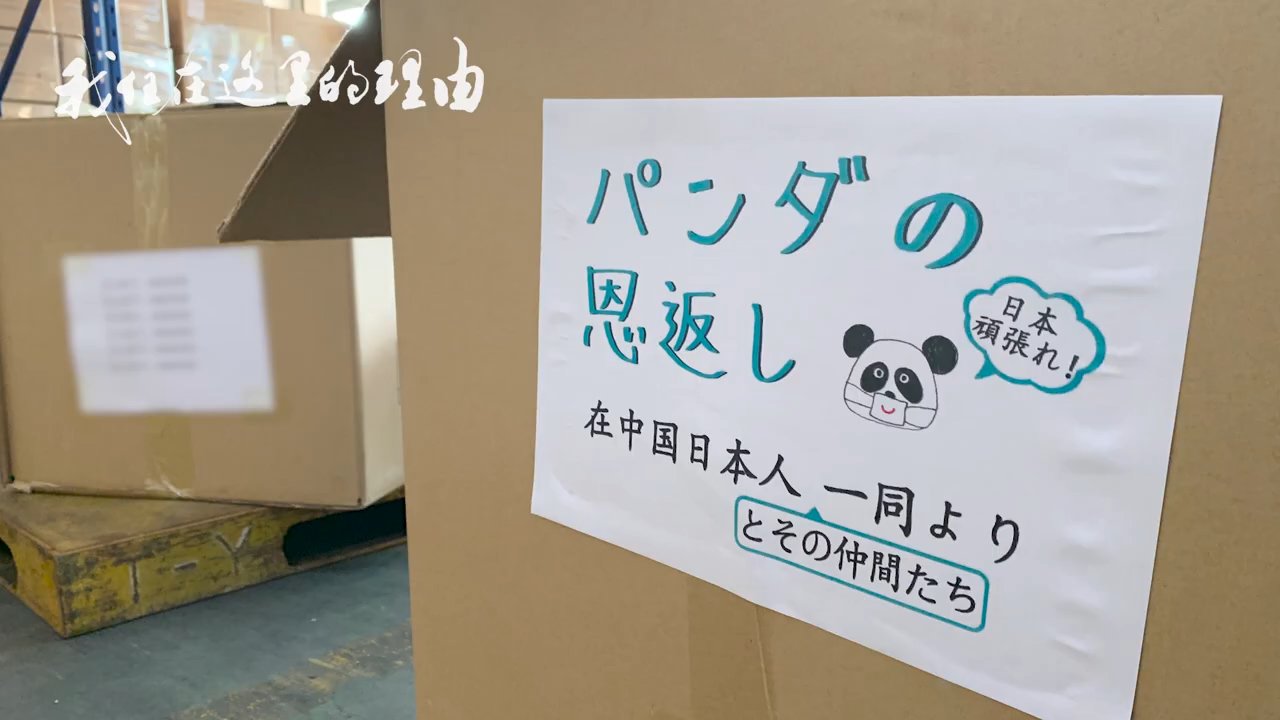 我住在这里的理由
パンダの
恩返し
日本
頑張れ!
在中国日本人 一同より
とその仲間たち
I-Y